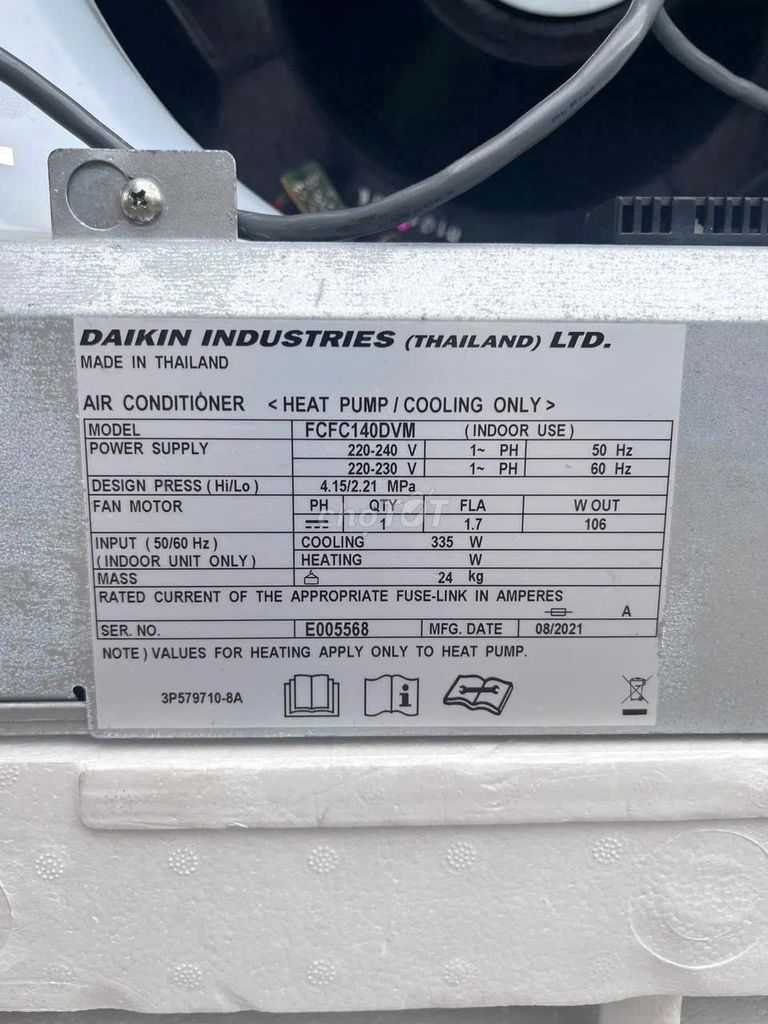 DAIKIN INDUSTRIES (THAILAND) LTD.
MADE IN THAILAND
AIR CONDITIONER < HEAT PUMP / COOLING ONLY >
MODEL FCFC140DVM (INDOOR USE)
POWER SUPPLY 220-240 V 1~ PH 50 Hz
220-230 V 1~ PH 60 Hz
DESIGN PRESS ( Hi/Lo ) 4.15/2.21 MPa
FAN MOTOR PH QTY FLA W OUT
1 1.7 106
INPUT ( 50/60 Hz ) COOLING 335 W
( INDOOR UNIT ONLY ) HEATING W
MASS 24 kg
RATED CURRENT OF THE APPROPRIATE FUSE-LINK IN AMPERES A
SER. NO. E005568 MFG. DATE 08/2021
NOTE ) VALUES FOR HEATING APPLY ONLY TO HEAT PUMP.
3P579710-8A
chợTỐT